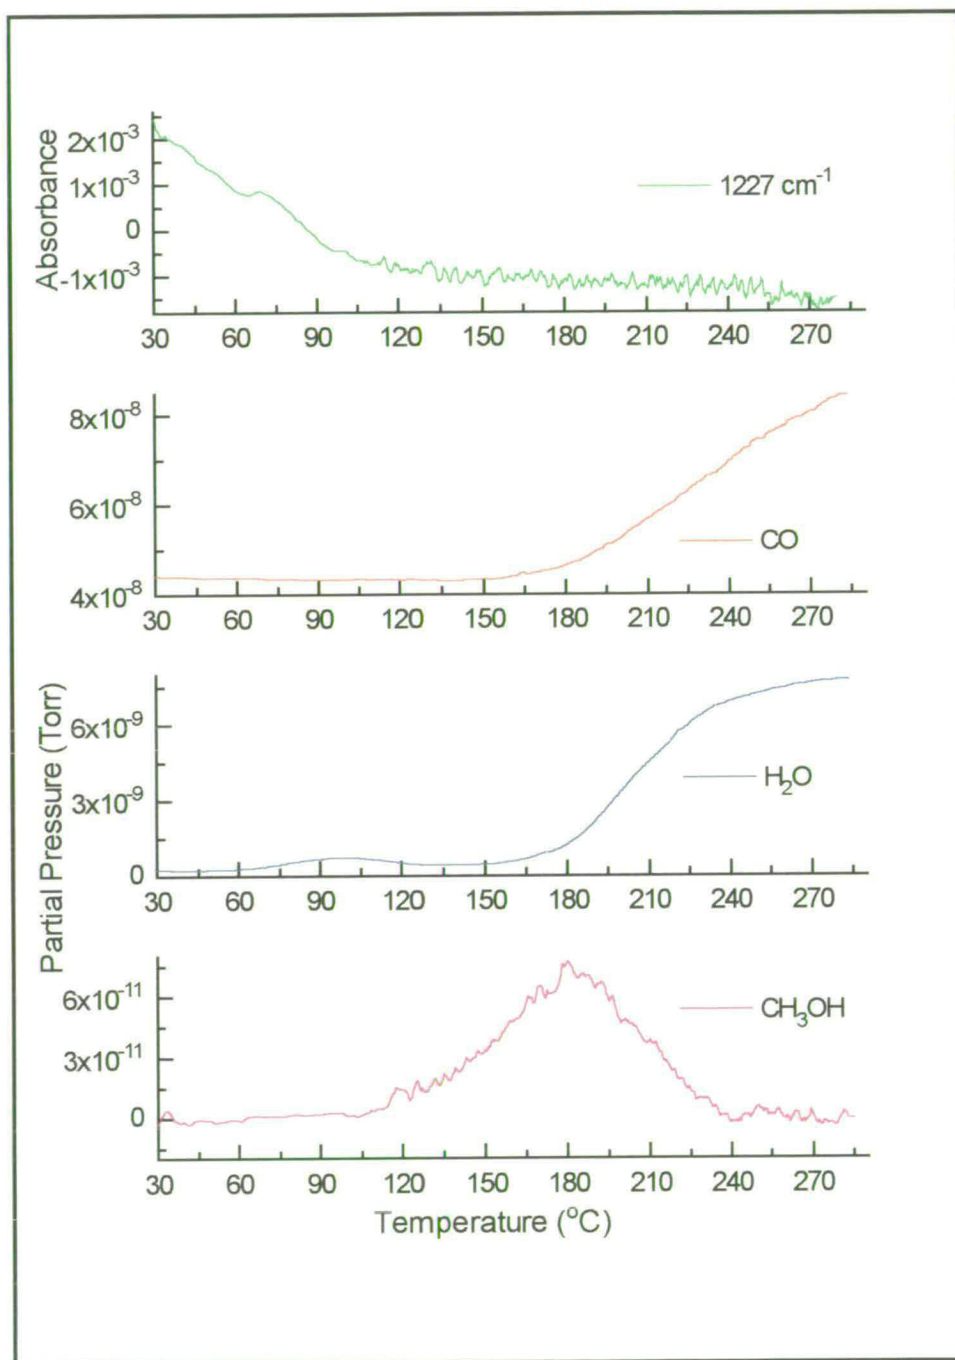 Absorbance
2x10⁻³
1x10⁻³
0
-1x10⁻³
1227 cm⁻¹
30 60 90 120 150 180 210 240 270
8x10⁻⁸
6x10⁻⁸
4x10⁻⁸
CO
30 60 90 120 150 180 210 240 270
Partial Pressure (Torr)
6x10⁻⁹
3x10⁻⁹
0
H₂O
30 60 90 120 150 180 210 240 270
6x10⁻¹¹
3x10⁻¹¹
0
CH₃OH
30 60 90 120 150 180 210 240 270
Temperature (°C)